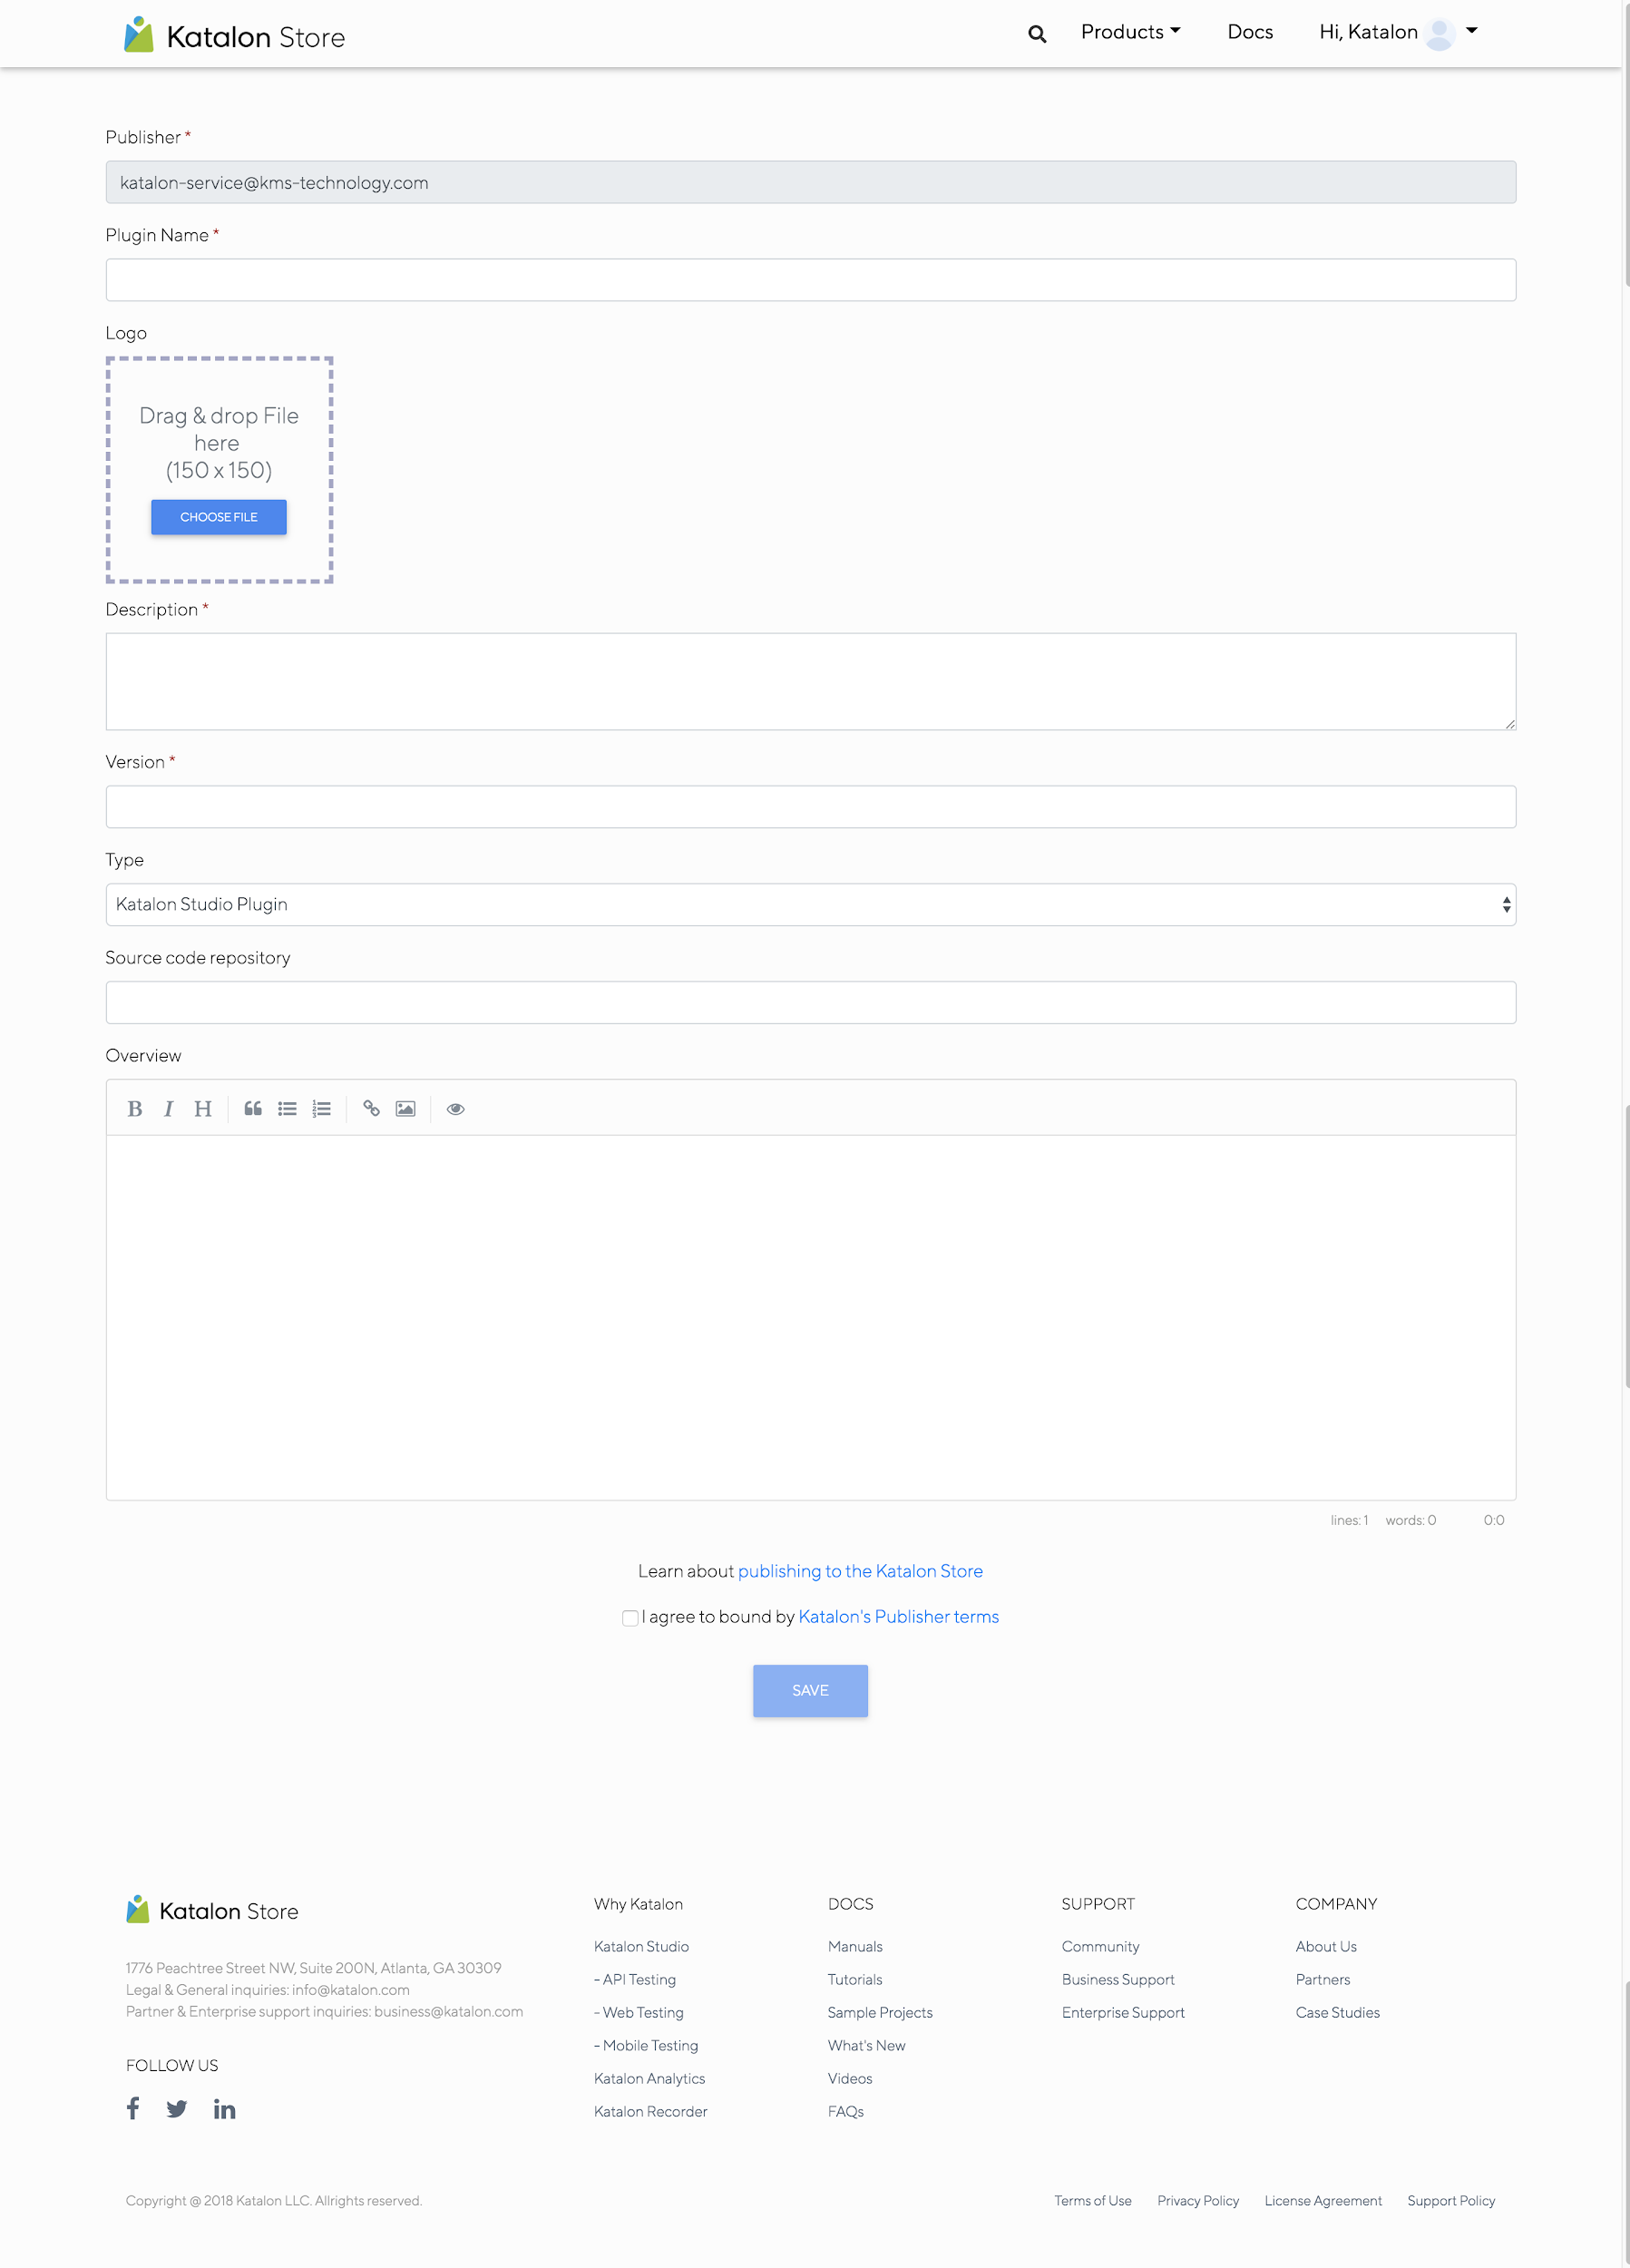 Katalon Store
Products
Docs
Hi, Katalon
Publisher *
katalon-service@kms-technology.com
Plugin Name *
Logo
Drag & drop File
here
(150 x 150)
CHOOSE FILE
Description *
Version *
Type
Katalon Studio Plugin
Source code repository
Overview
B I H
lines: 1 words: 0 0:0
Learn about publishing to the Katalon Store
I agree to bound by Katalon's Publisher terms
SAVE
Katalon Store
1776 Peachtree Street NW, Suite 200N, Atlanta, GA 30309
Legal & General inquiries: info@katalon.com
Partner & Enterprise support inquiries: business@katalon.com
FOLLOW US
Why Katalon
Katalon Studio
- API Testing
- Web Testing
- Mobile Testing
Katalon Analytics
Katalon Recorder
DOCS
Manuals
Tutorials
Sample Projects
What's New
Videos
FAQs
SUPPORT
Community
Business Support
Enterprise Support
COMPANY
About Us
Partners
Case Studies
Copyright @ 2018 Katalon LLC. Allrights reserved.
Terms of Use
Privacy Policy
License Agreement
Support Policy